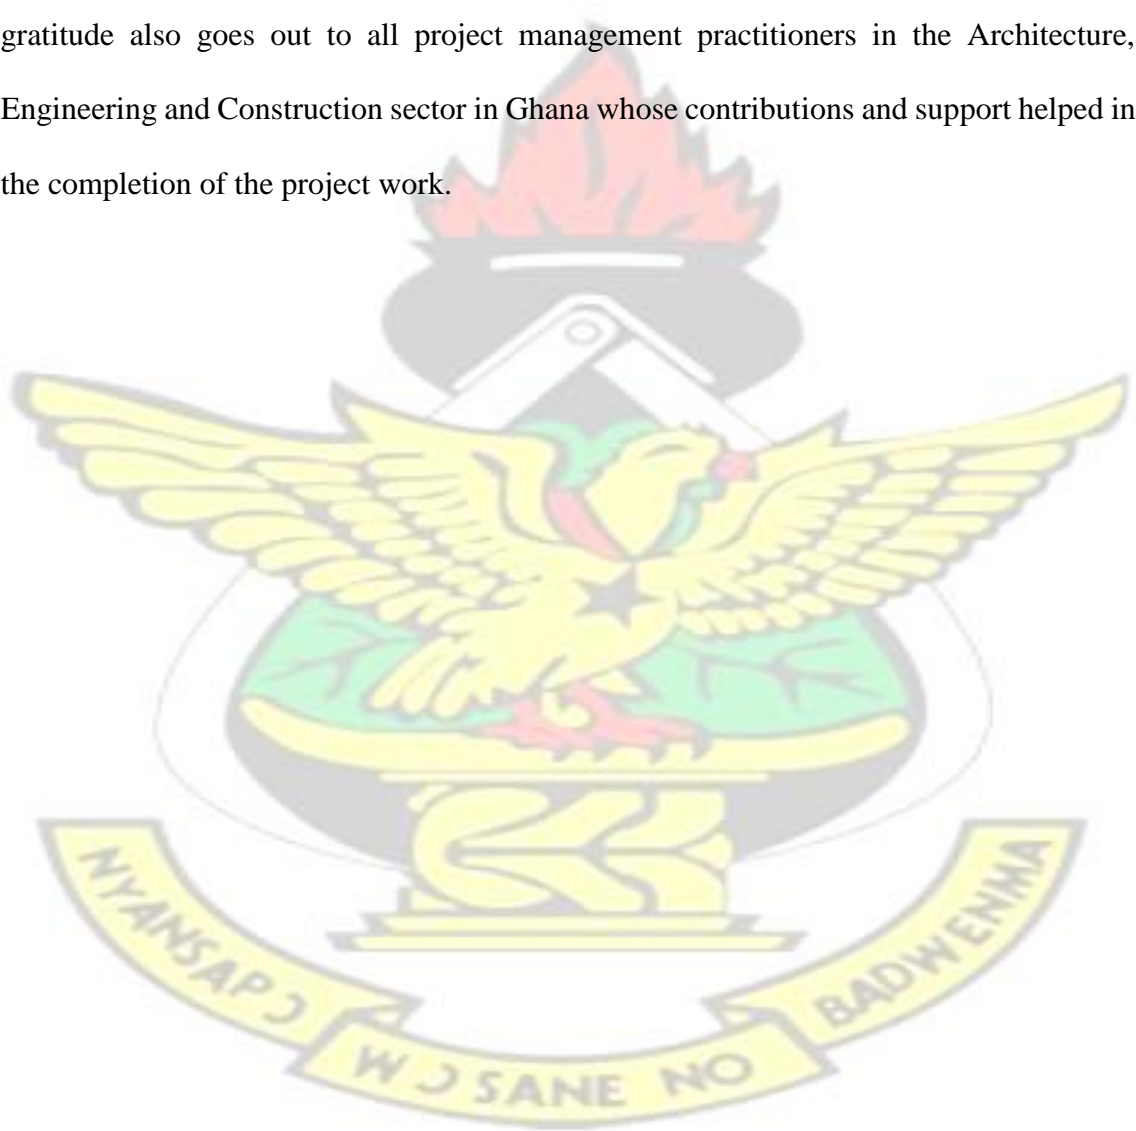 gratitude also goes out to all project management practitioners in the Architecture,
Engineering and Construction sector in Ghana whose contributions and support helped in
the completion of the project work.
NYANSAPƆ
WƆSANE NO
BADWENMA